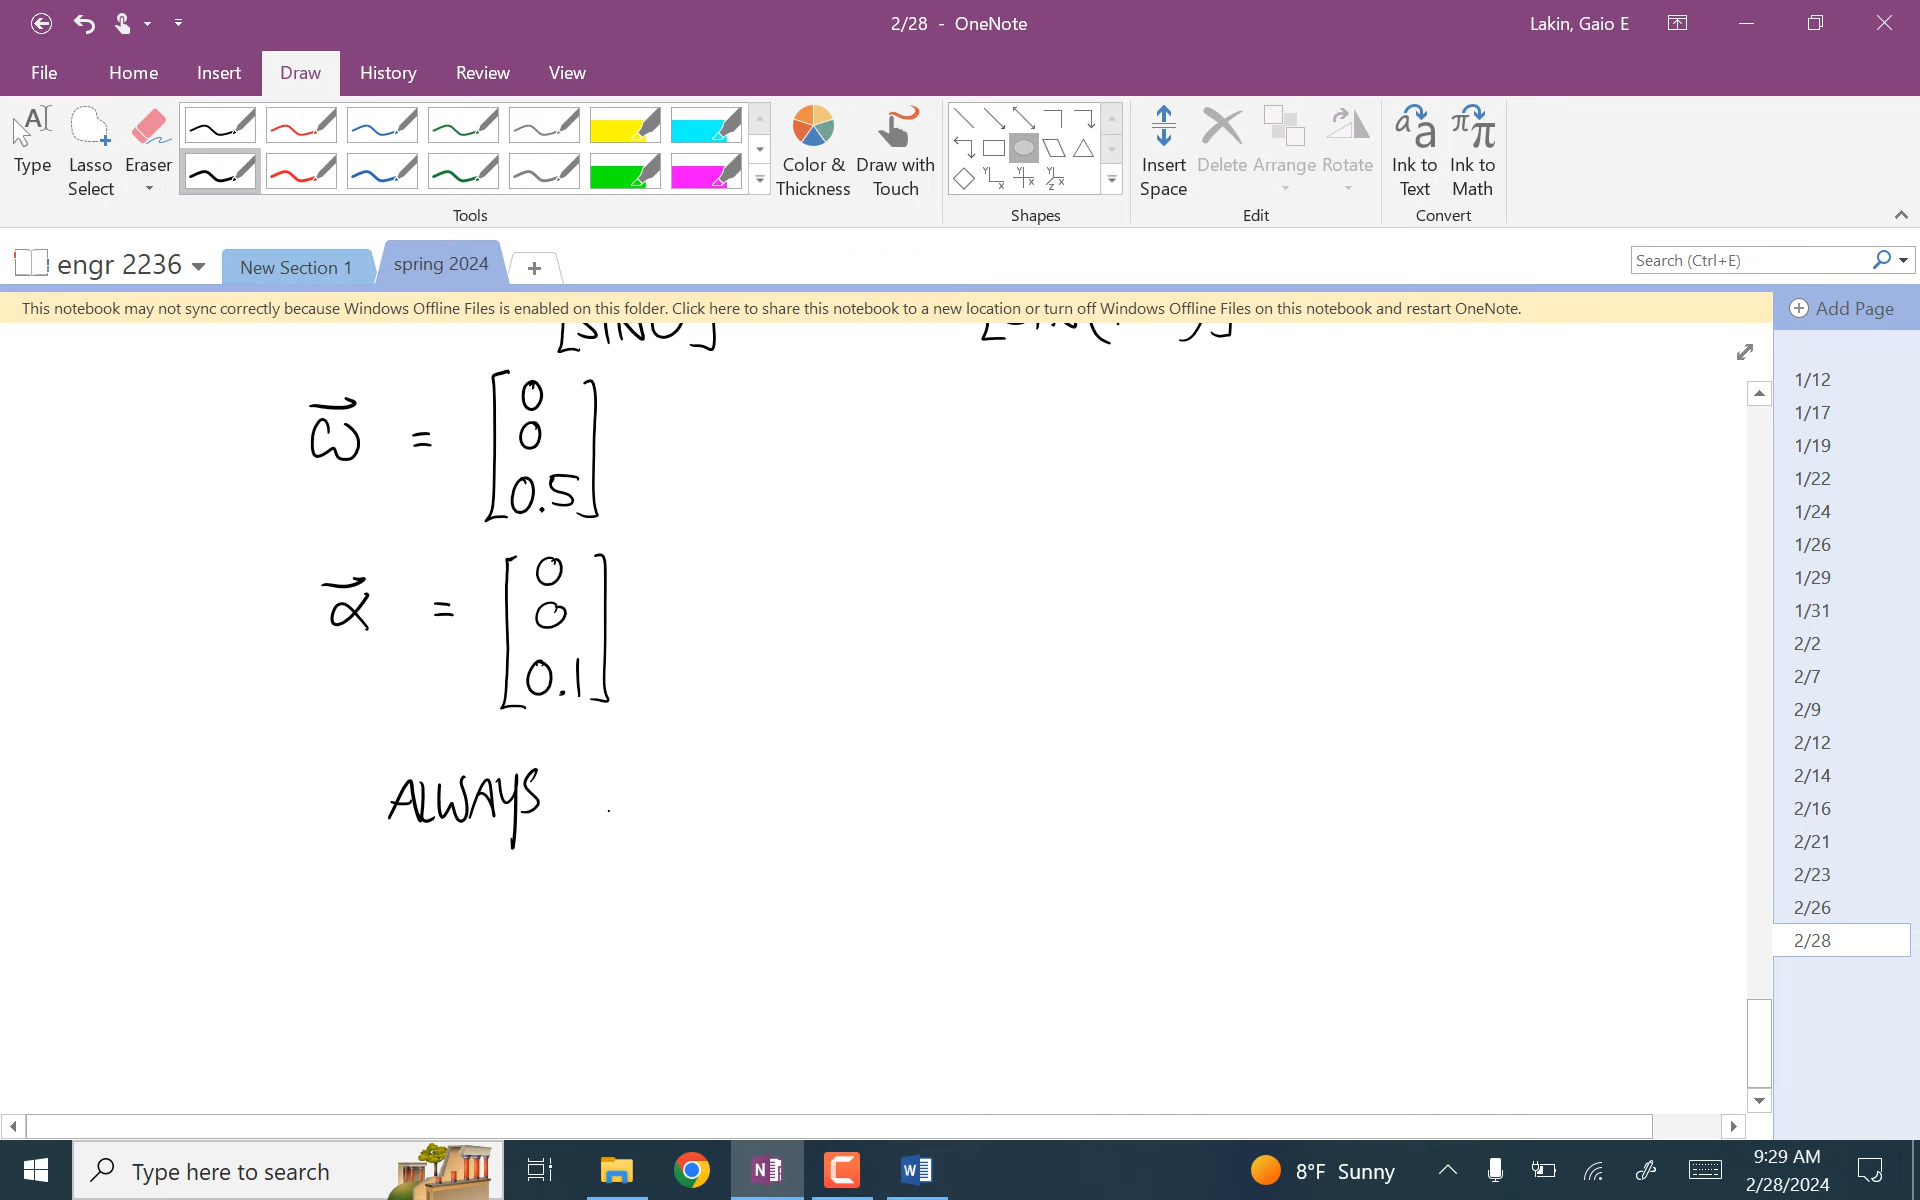 2/28 - OneNote
Lakin, Gaio E
File Home Insert Draw History Review View
Type
Lasso Select
Eraser
Color & Thickness
Draw with Touch
Insert Space
Delete
Arrange
Rotate
Ink to Text
Ink to Math
Tools
Shapes
Edit
Convert
engr 2236
New Section 1
spring 2024
Search (Ctrl+E)
This notebook may not sync correctly because Windows Offline Files is enabled on this folder. Click here to share this notebook to a new location or turn off Windows Offline Files on this notebook and restart OneNote.
Add Page
ω⃗ = [0
0
0.5]
α⃗ = [0
0
0.1]
ALWAYS
1/12
1/17
1/19
1/22
1/24
1/26
1/29
1/31
2/2
2/7
2/9
2/12
2/14
2/16
2/21
2/23
2/26
2/28
Type here to search
8°F Sunny
9:29 AM
2/28/2024